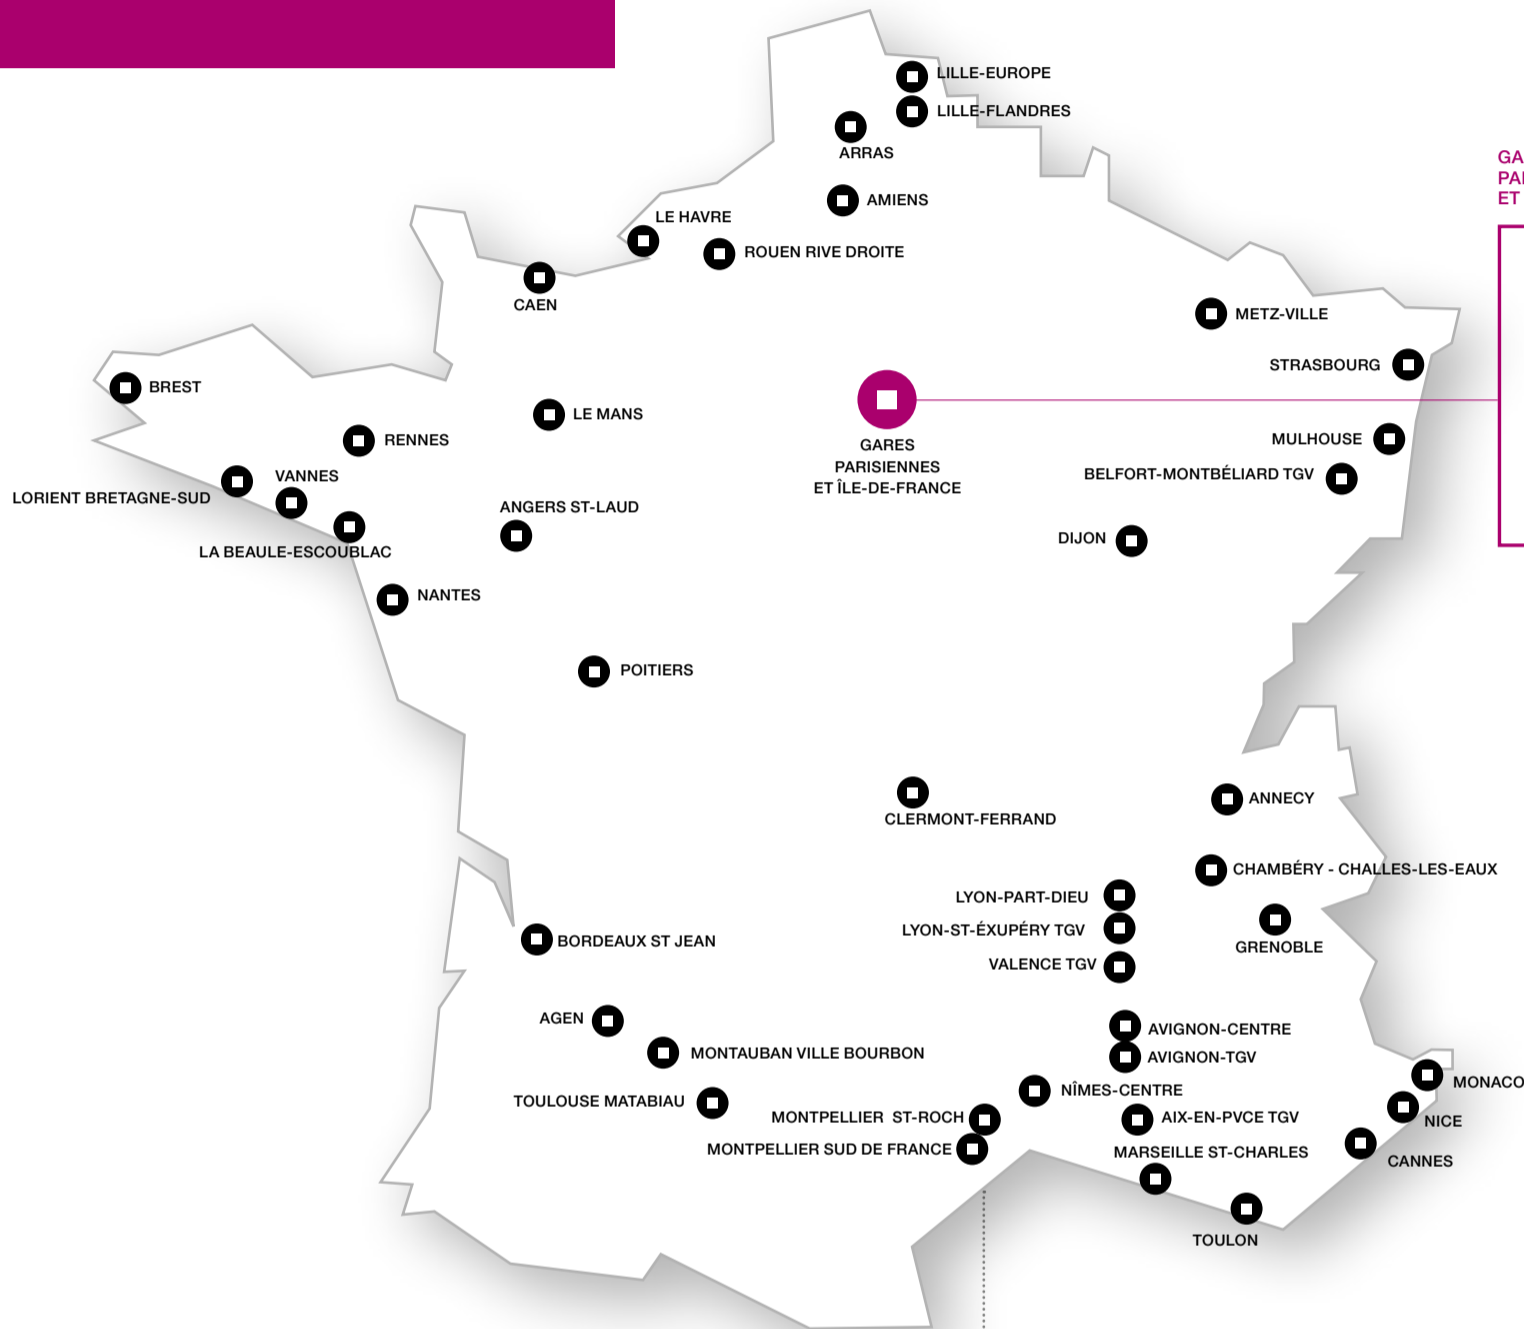 LILLE-EUROPE
LILLE-FLANDRES
ARRAS
GA
PA
ET
AMIENS
LE HAVRE
ROUEN RIVE DROITE
CAEN
METZ-VILLE
STRASBOURG
BREST
LE MANS
RENNES
GARES
PARISIENNES
ET ÎLE-DE-FRANCE
MULHOUSE
BELFORT-MONTBÉLIARD TGV
VANNES
LORIENT BRETAGNE-SUD
ANGERS ST-LAUD
DIJON
LA BEAULE-ESCOUBLAC
NANTES
POITIERS
CLERMONT-FERRAND
ANNECY
CHAMBÉRY - CHALLES-LES-EAUX
LYON-PART-DIEU
LYON-ST-ÉXUPÉRY TGV
GRENOBLE
BORDEAUX ST JEAN
VALENCE TGV
AGEN
AVIGNON-CENTRE
MONTAUBAN VILLE BOURBON
AVIGNON-TGV
MONACO
NÎMES-CENTRE
TOULOUSE MATABIAU
MONTPELLIER ST-ROCH
AIX-EN-PVCE TGV
NICE
MONTPELLIER SUD DE FRANCE
MARSEILLE ST-CHARLES
CANNES
TOULON